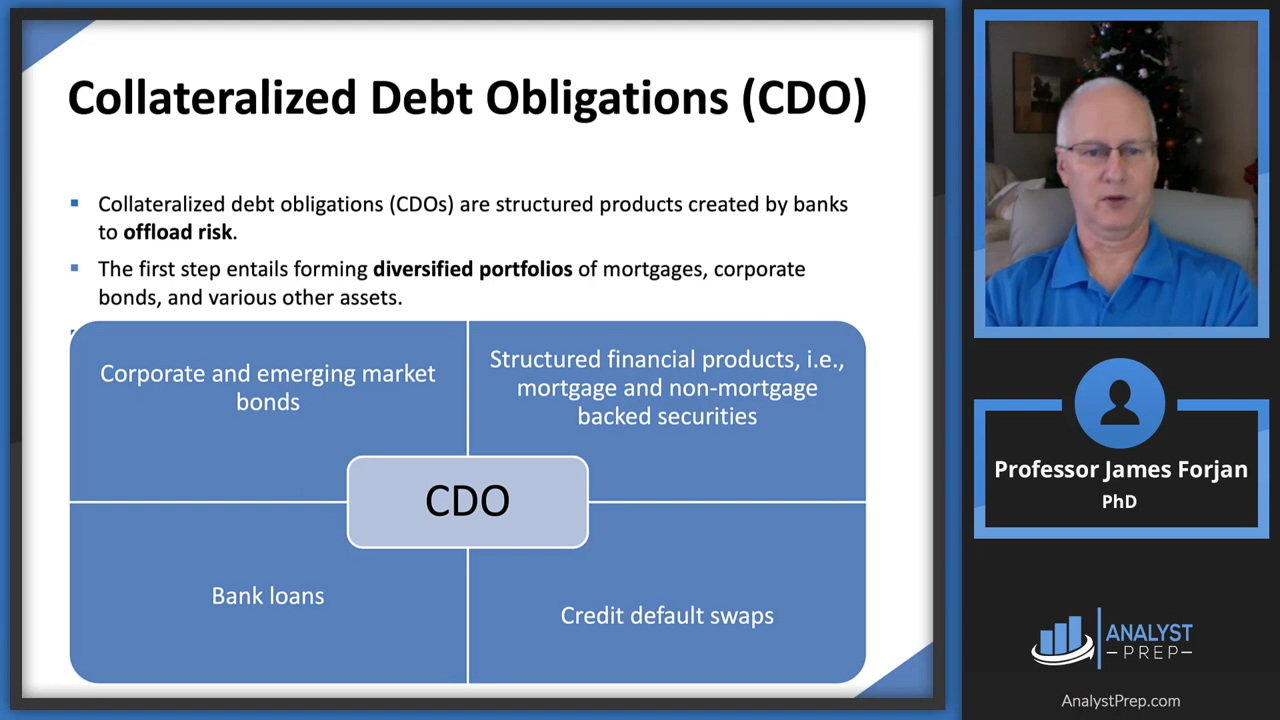 Collateralized Debt Obligations (CDO)
Collateralized debt obligations (CDOs) are structured products created by banks
to offload risk.
The first step entails forming diversified portfolios of mortgages, corporate
bonds, and various other assets.
Corporate and emerging market
bonds
Structured financial products, i.e.,
mortgage and non-mortgage
backed securities
CDO
Bank loans
Credit default swaps
Professor James Forjan
PhD
ANALYST
PREP
AnalystPrep.com